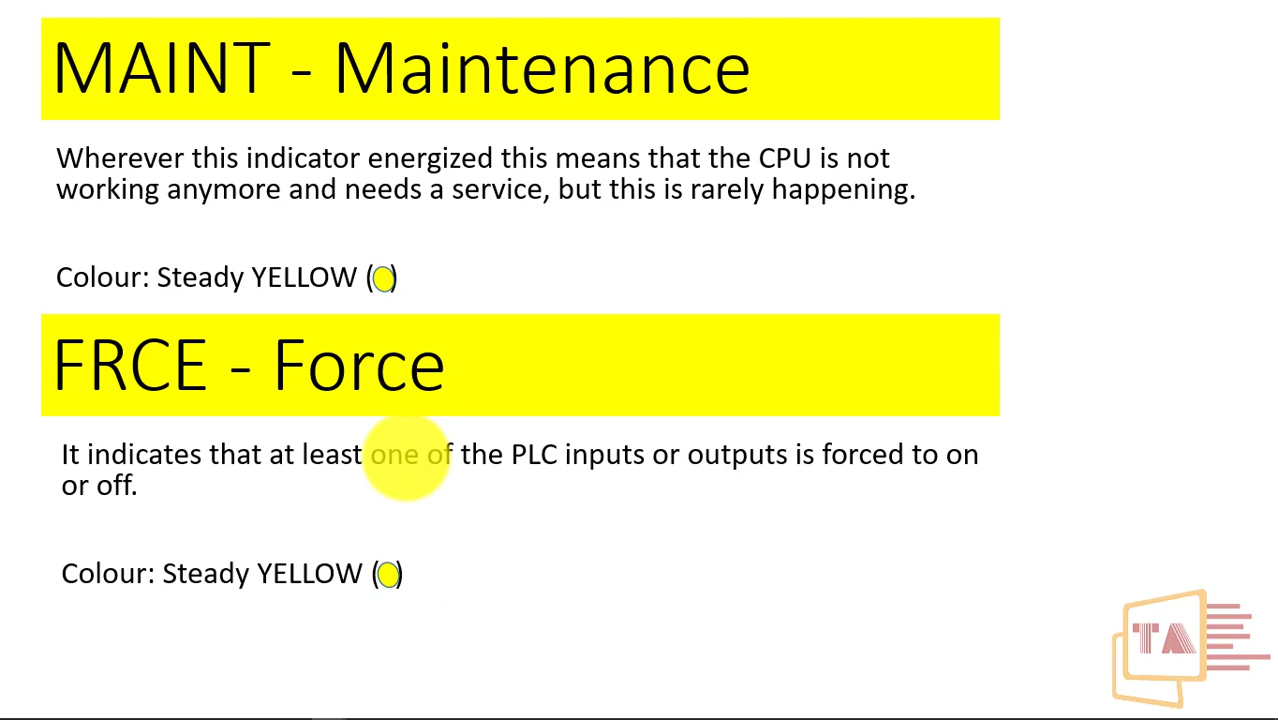 MAINT - Maintenance
Wherever this indicator energized this means that the CPU is not
working anymore and needs a service, but this is rarely happening.
Colour: Steady YELLOW ( )
FRCE - Force
It indicates that at least one of the PLC inputs or outputs is forced to on
or off.
Colour: Steady YELLOW ( )
TA